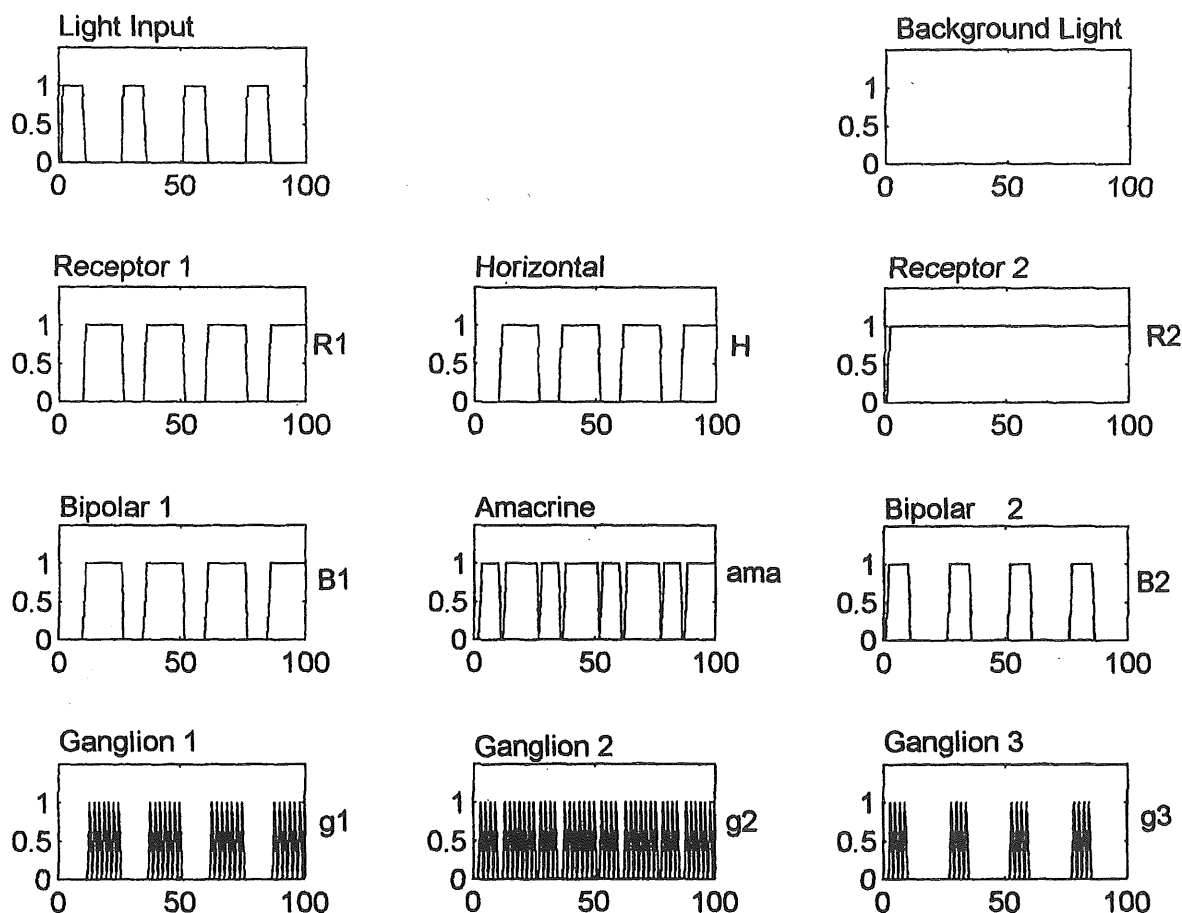 Light Input Background Light
1 1
0.5 0.5
0 0
0 50 100 0 50 100
Receptor 1 Horizontal Receptor 2
1 1 1
R1 H R2
0.5 0.5 0.5
0 0 0
0 50 100 0 50 100 0 50 100
Bipolar 1 Amacrine Bipolar 2
1 1 1
B1 ama B2
0.5 0.5 0.5
0 0 0
0 50 100 0 50 100 0 50 100
Ganglion 1 Ganglion 2 Ganglion 3
1 1 1
g1 g2 g3
0.5 0.5 0.5
0 0 0
0 50 100 0 50 100 0 50 100